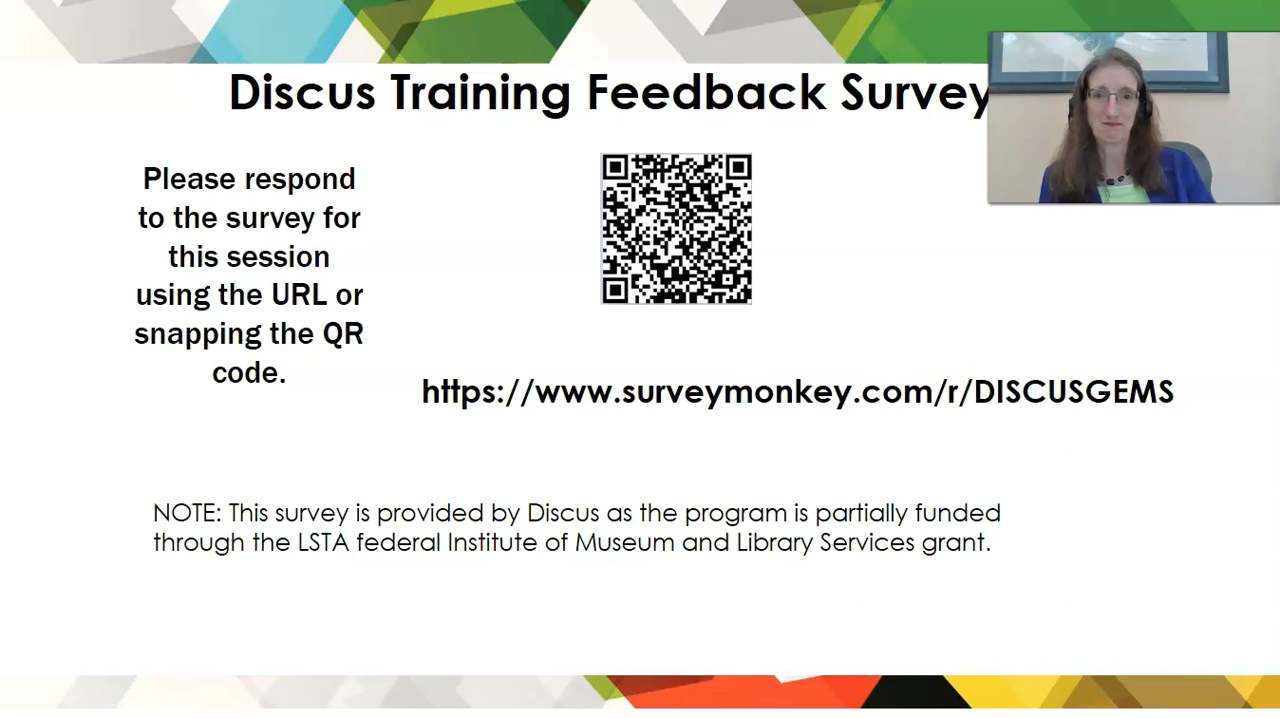 Discus Training Feedback Survey
Please respond
to the survey for
this session
using the URL or
snapping the QR
code.
https://www.surveymonkey.com/r/DISCUSGEMS
NOTE: This survey is provided by Discus as the program is partially funded
through the LSTA federal Institute of Museum and Library Services grant.